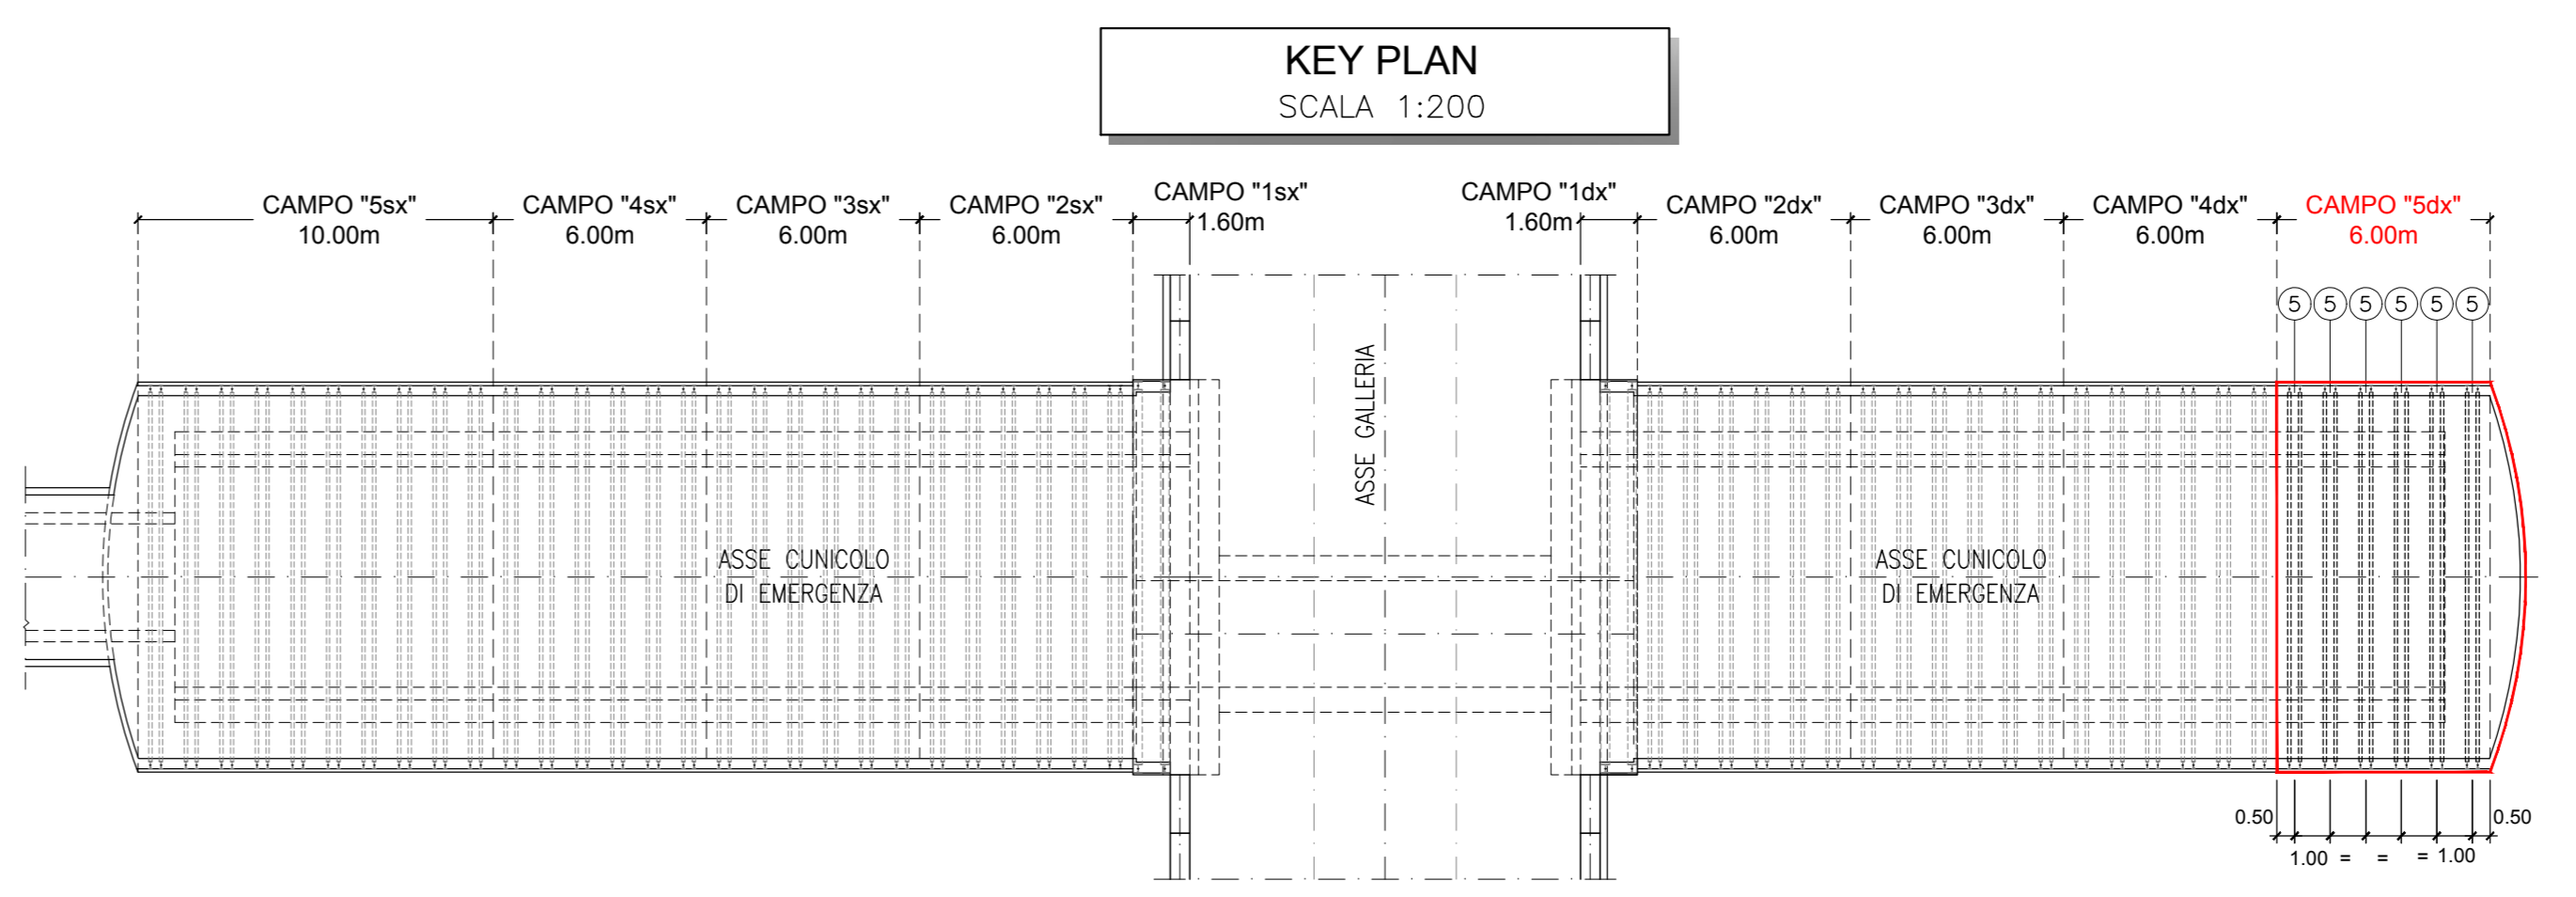 KEY PLAN
SCALA 1:200
CAMPO "5sx"
10.00m
CAMPO "4sx"
6.00m
CAMPO "3sx"
6.00m
CAMPO "2sx"
6.00m
CAMPO "1sx"
1.60m
CAMPO "1dx"
1.60m
CAMPO "2dx"
6.00m
CAMPO "3dx"
6.00m
CAMPO "4dx"
6.00m
CAMPO "5dx"
6.00m
5 5 5 5 5 5
ASSE GALLERIA
ASSE CUNICOLO
DI EMERGENZA
ASSE CUNICOLO
DI EMERGENZA
0.50 0.50
1.00 = = = 1.00